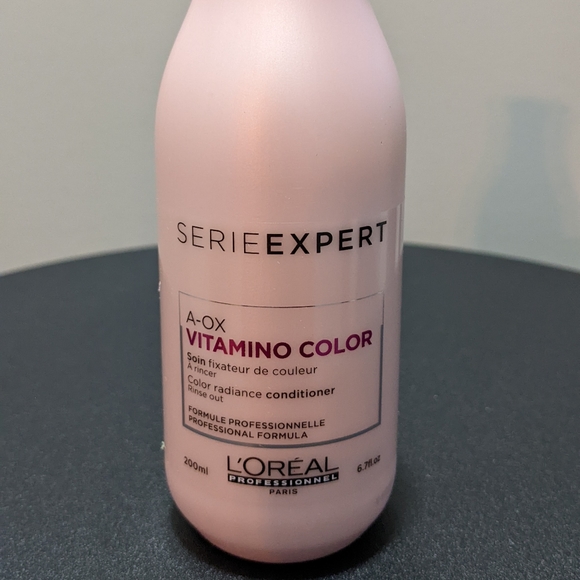 SERIEEXPERT
A-OX
VITAMINO COLOR
Soin fixateur de couleur
À rincer
Color radiance conditioner
Rinse out
FORMULE PROFESSIONNELLE
PROFESSIONAL FORMULA
200ml
L'ORÉAL
PROFESSIONNEL
PARIS
6.7fl.oz